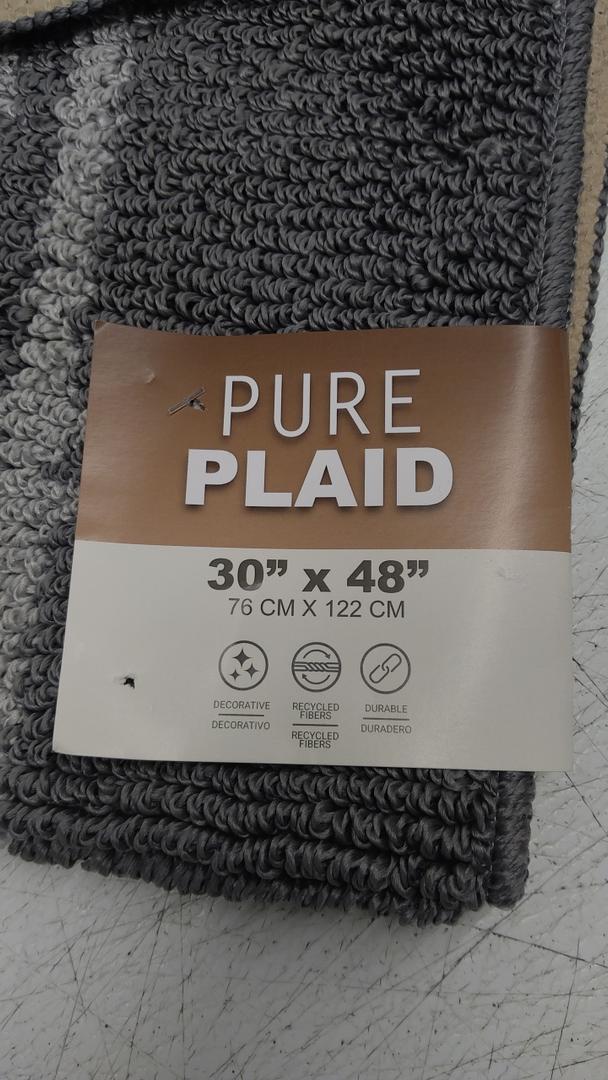 PURE
PLAID
30” x 48”
76 CM X 122 CM
DECORATIVE
DECORATIVO
RECYCLED
FIBERS
RECYCLED
FIBERS
DURABLE
DURADERO